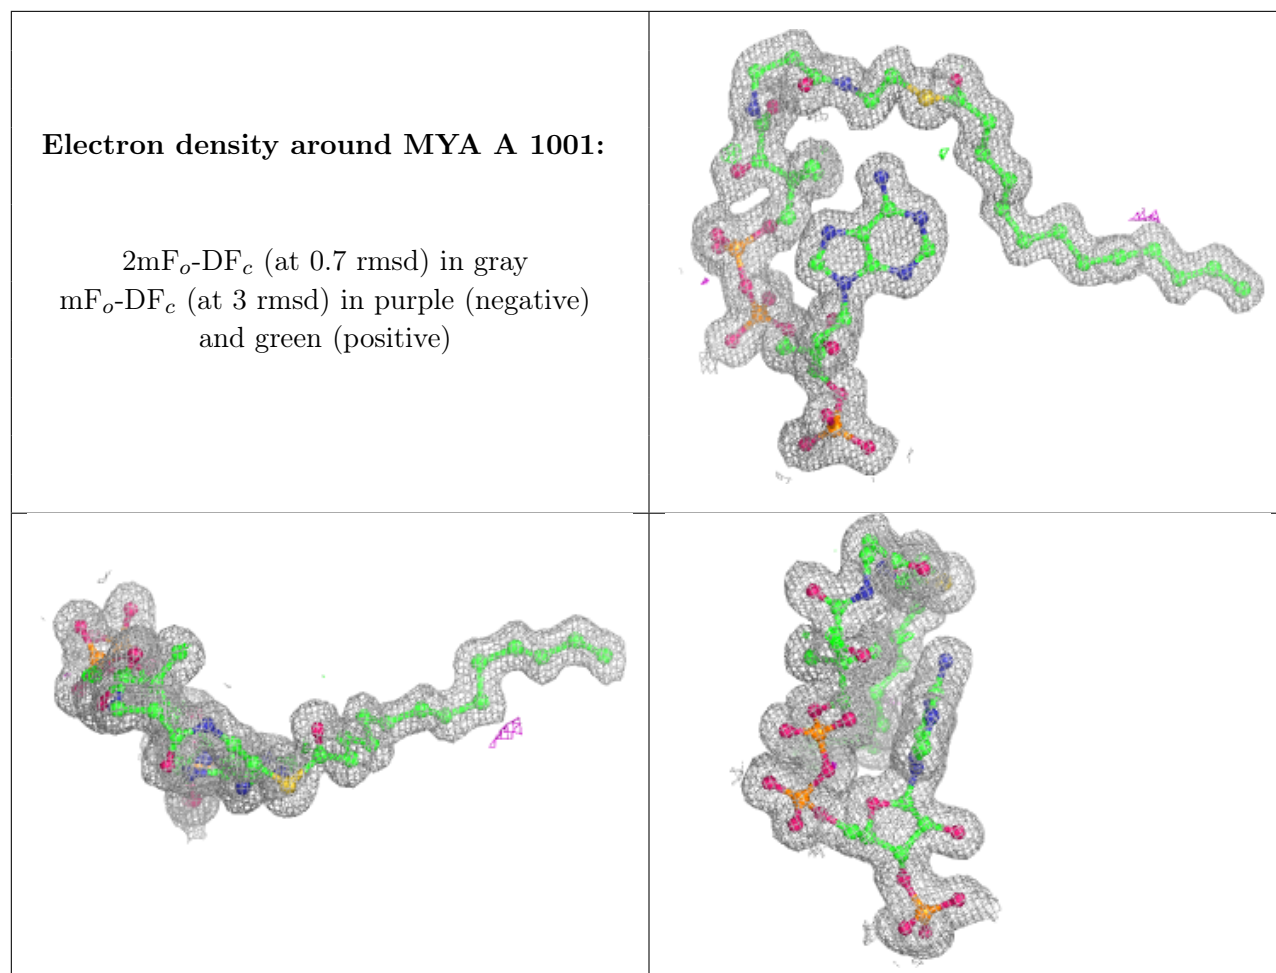 Electron density around MYA A 1001:
2mFo-DFc (at 0.7 rmsd) in gray
mFo-DFc (at 3 rmsd) in purple (negative)
and green (positive)